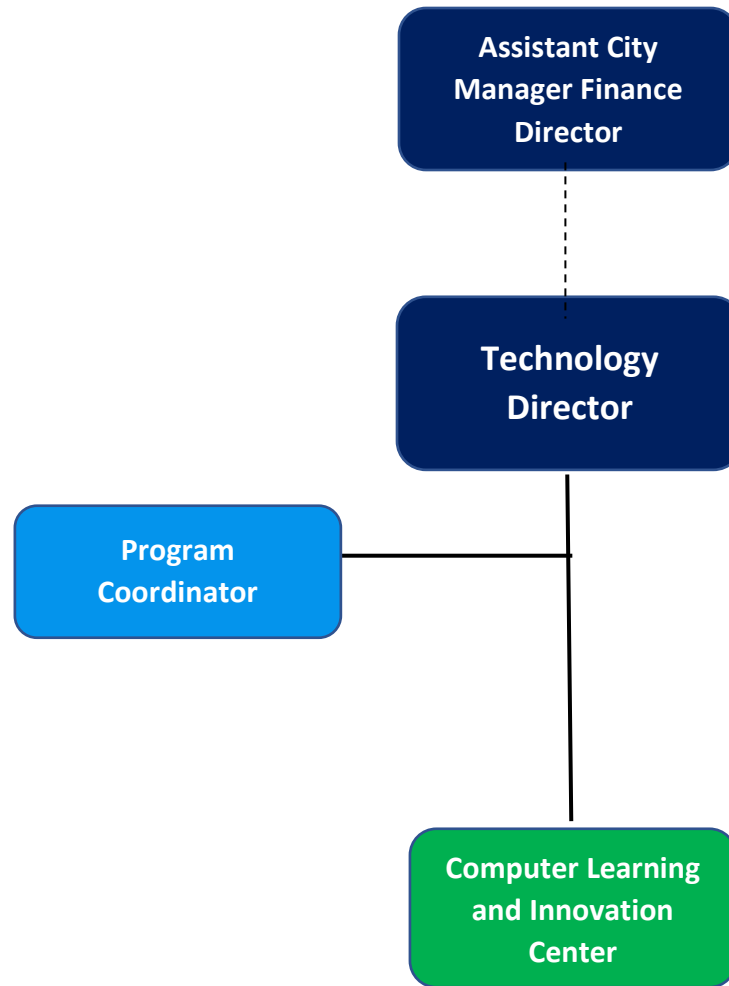 Assistant City
Manager Finance
Director
Technology
Director
Program
Coordinator
Computer Learning
and Innovation
Center